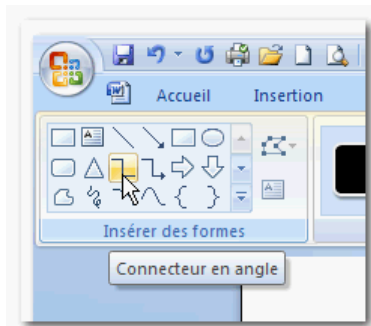 Accueil Insertion
Insérer des formes
Connecteur en angle